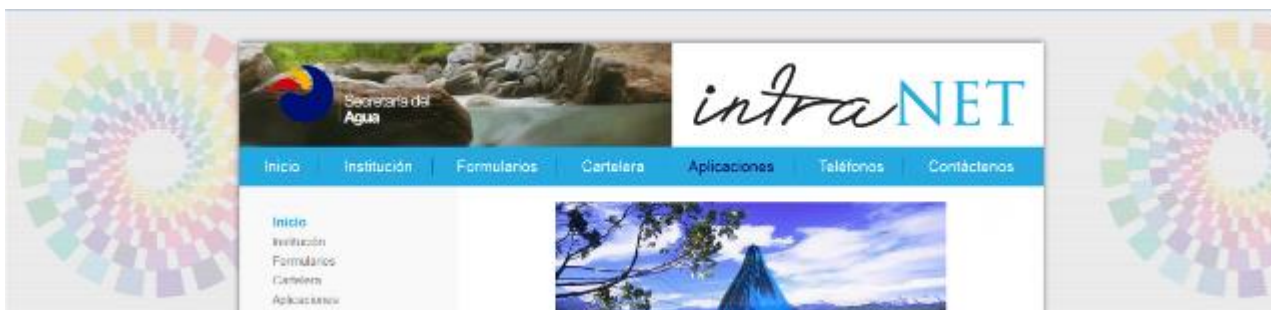 Secretaría del
Agua
intraNET
Inicio Institución Formularios Cartelera Aplicaciones Teléfonos Contáctenos
Inicio
Institución
Formularios
Cartelera
Aplicaciones